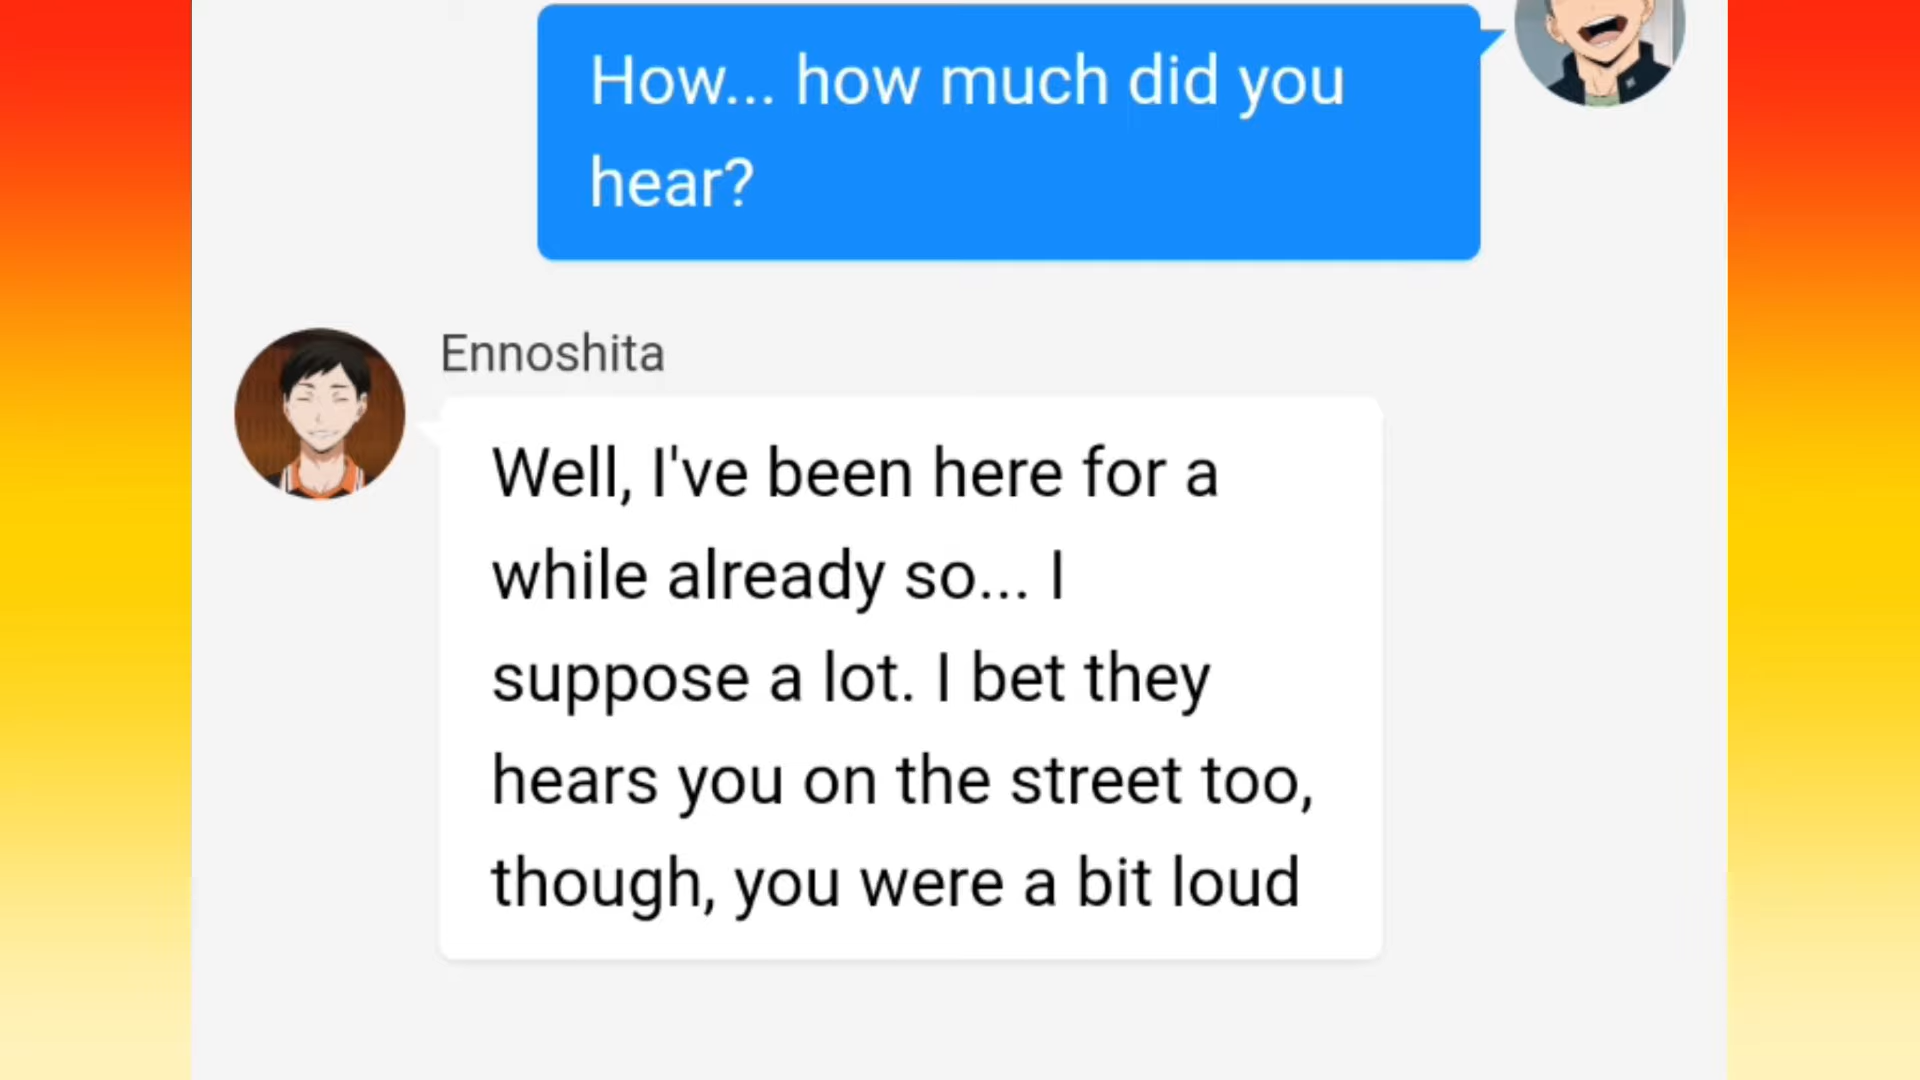 How... how much did you
hear?
Ennoshita
Well, I've been here for a
while already so... I
suppose a lot. I bet they
hears you on the street too,
though, you were a bit loud